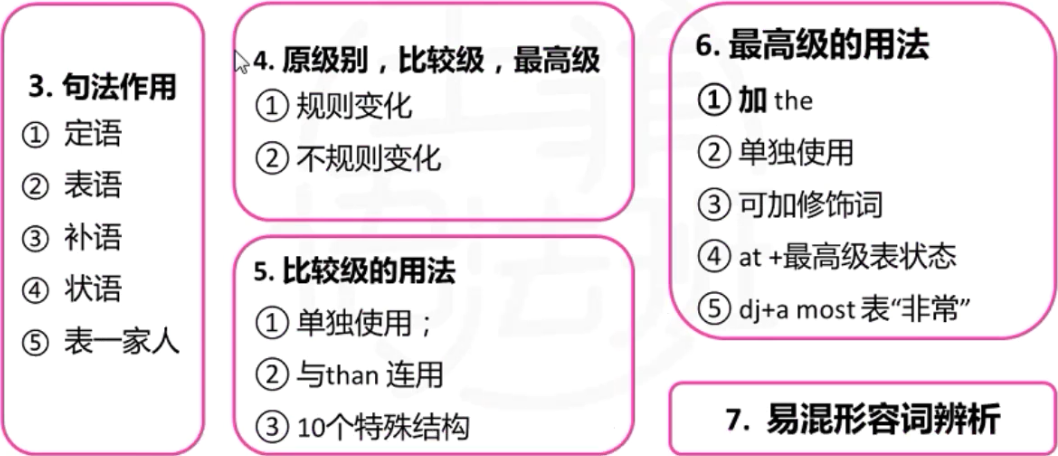 3. 句法作用
① 定语
② 表语
③ 补语
④ 状语
⑤ 表一家人
4. 原级别，比较级，最高级
① 规则变化
② 不规则变化
5. 比较级的用法
① 单独使用；
② 与than 连用
③ 10个特殊结构
6. 最高级的用法
① 加 the
② 单独使用
③ 可加修饰词
④ at +最高级表状态
⑤ dj+a most 表“非常”
7. 易混形容词辨析